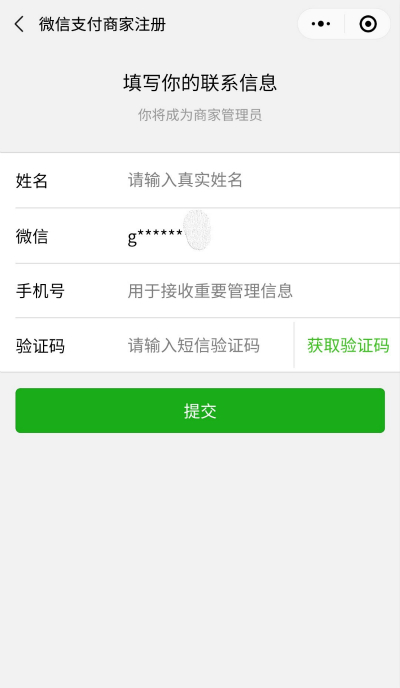 微信支付商家注册
填写你的联系信息
你将成为商家管理员
姓名 请输入真实姓名
微信 g******
手机号 用于接收重要管理信息
验证码 请输入短信验证码 获取验证码
提交